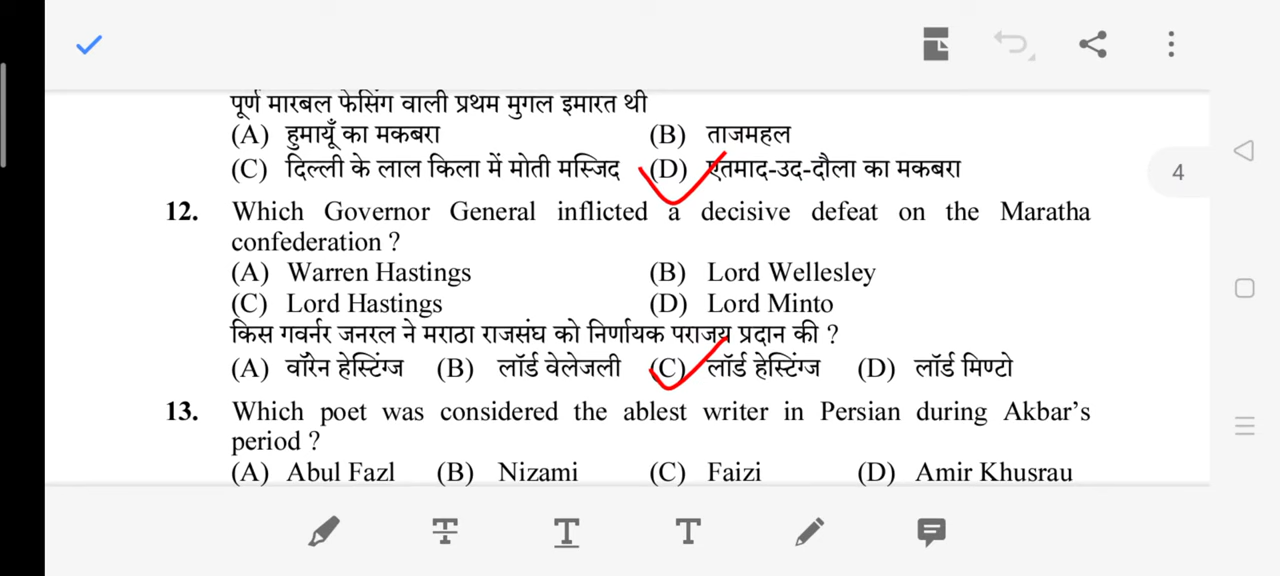 पूर्ण मारबल फेसिंग वाली प्रथम मुगल इमारत थी
(A) हुमायूँ का मकबरा (B) ताजमहल
(C) दिल्ली के लाल किला में मोती मस्जिद (D) एतमाद-उद-दौला का मकबरा
4
12. Which Governor General inflicted a decisive defeat on the Maratha
confederation ?
(A) Warren Hastings (B) Lord Wellesley
(C) Lord Hastings (D) Lord Minto
किस गवर्नर जनरल ने मराठा राजसंघ को निर्णायक पराजय प्रदान की ?
(A) वॉरेन हेस्टिंग्ज (B) लॉर्ड वेलेजली (C) लॉर्ड हेस्टिंग्ज (D) लॉर्ड मिण्टो
13. Which poet was considered the ablest writer in Persian during Akbar's
period ?
(A) Abul Fazl (B) Nizami (C) Faizi (D) Amir Khusrau
T T T